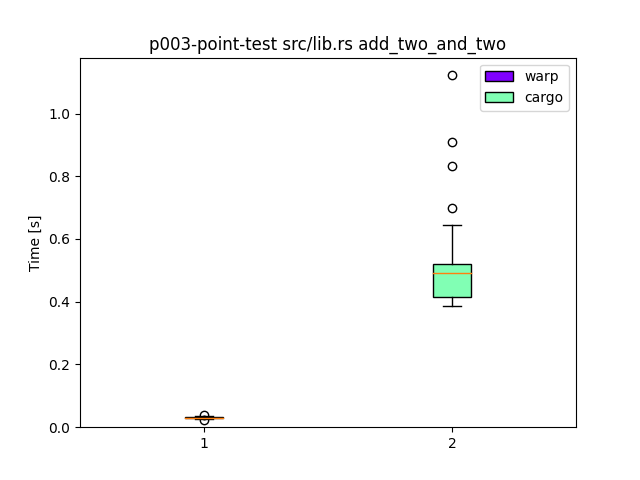 p003-point-test src/lib.rs add_two_and_two
warp
cargo
1.0
0.8
0.6
0.4
0.2
0.0
Time [s]
1 2